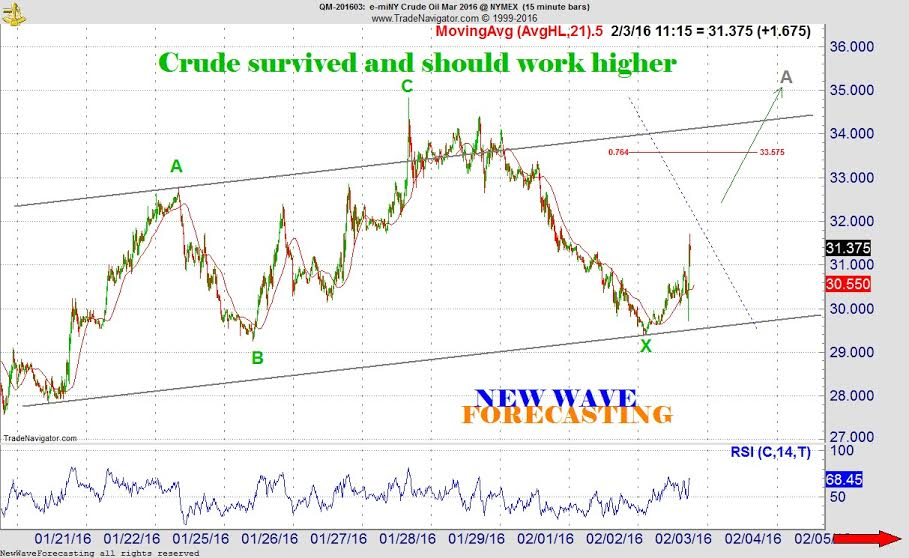 QM-201603: e-miNY Crude Oil Mar 2016 @ NYMEX (15 minute bars)
www.TradeNavigator.com © 1999-2016
MovingAvg (AvgHL,21).5 2/3/16 11:15 = 31.375 (+1.675)
Crude survived and should work higher
36.000
A
C
35.000
34.000
0.764 33.575
A
33.000
32.000
31.375
31.000
30.550
30.000
X
B
29.000
NEW WAVE
FORECASTING
28.000
TradeNavigator.com
27.000
RSI (C,14,T)
100
68.45
50
01/21/16 01/22/16 01/25/16 01/26/16 01/27/16 01/28/16 01/29/16 02/01/16 02/02/16 02/03/16 02/04/16 02/05/16
NewWaveForecasting all rights reserved